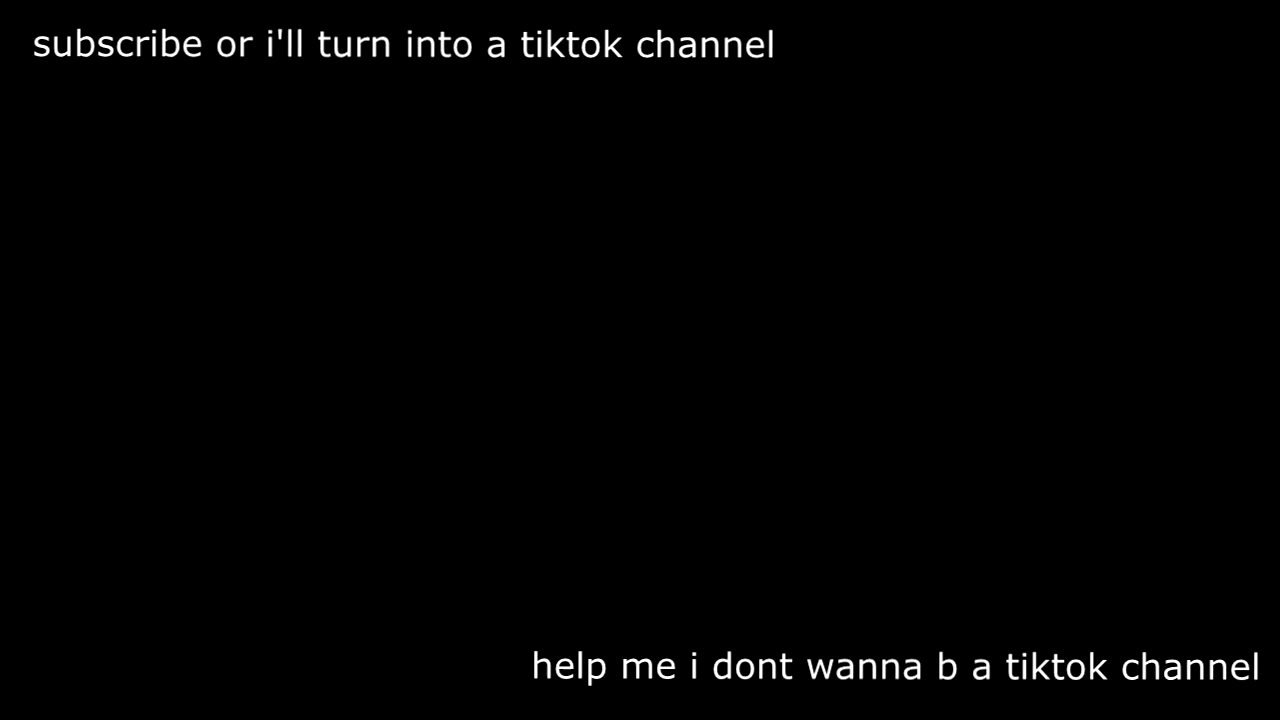 subscribe or i'll turn into a tiktok channel
help me i dont wanna b a tiktok channel